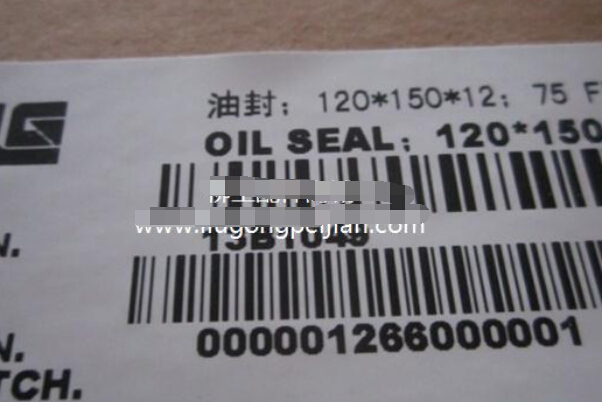 油封；120*150*12；75 F
OIL SEAL；120*150
www.liugongpeijian.com
N.
000001266000001
N.
TCH.